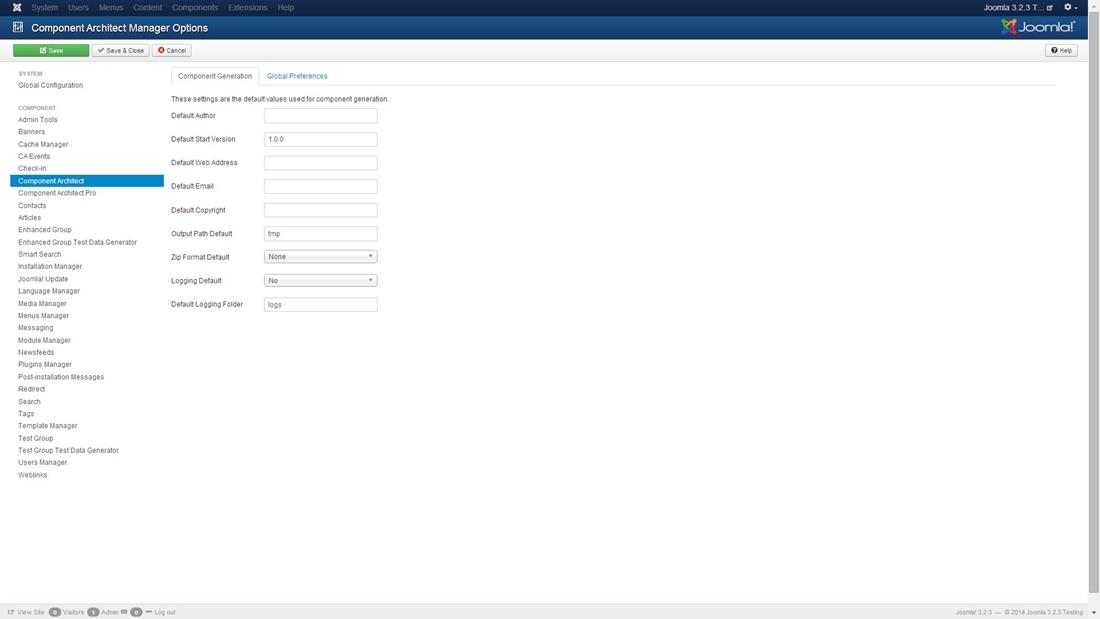 System Users Menus Content Components Extensions Help
Joomla 3.2.3 T...
Component Architect Manager Options
Joomla!
Save
Save & Close
Cancel
Help
SYSTEM
Global Configuration
COMPONENT
Admin Tools
Banners
Cache Manager
CA Events
Check-in
Component Architect
Component Architect Pro
Contacts
Articles
Enhanced Group
Enhanced Group Test Data Generator
Smart Search
Installation Manager
Joomla! Update
Language Manager
Media Manager
Menus Manager
Messaging
Module Manager
Newsfeeds
Plugins Manager
Post-installation Messages
Redirect
Search
Tags
Template Manager
Test Group
Test Group Test Data Generator
Users Manager
Weblinks
Component Generation
Global Preferences
These settings are the default values used for component generation.
Default Author
Default Start Version 1.0.0
Default Web Address
Default Email
Default Copyright
Output Path Default tmp
Zip Format Default None
Logging Default No
Default Logging Folder logs
View Site 0 Visitors 1 Admin 0 Log out
Joomla! 3.2.3 — © 2014 Joomla 3.2.3 Testing